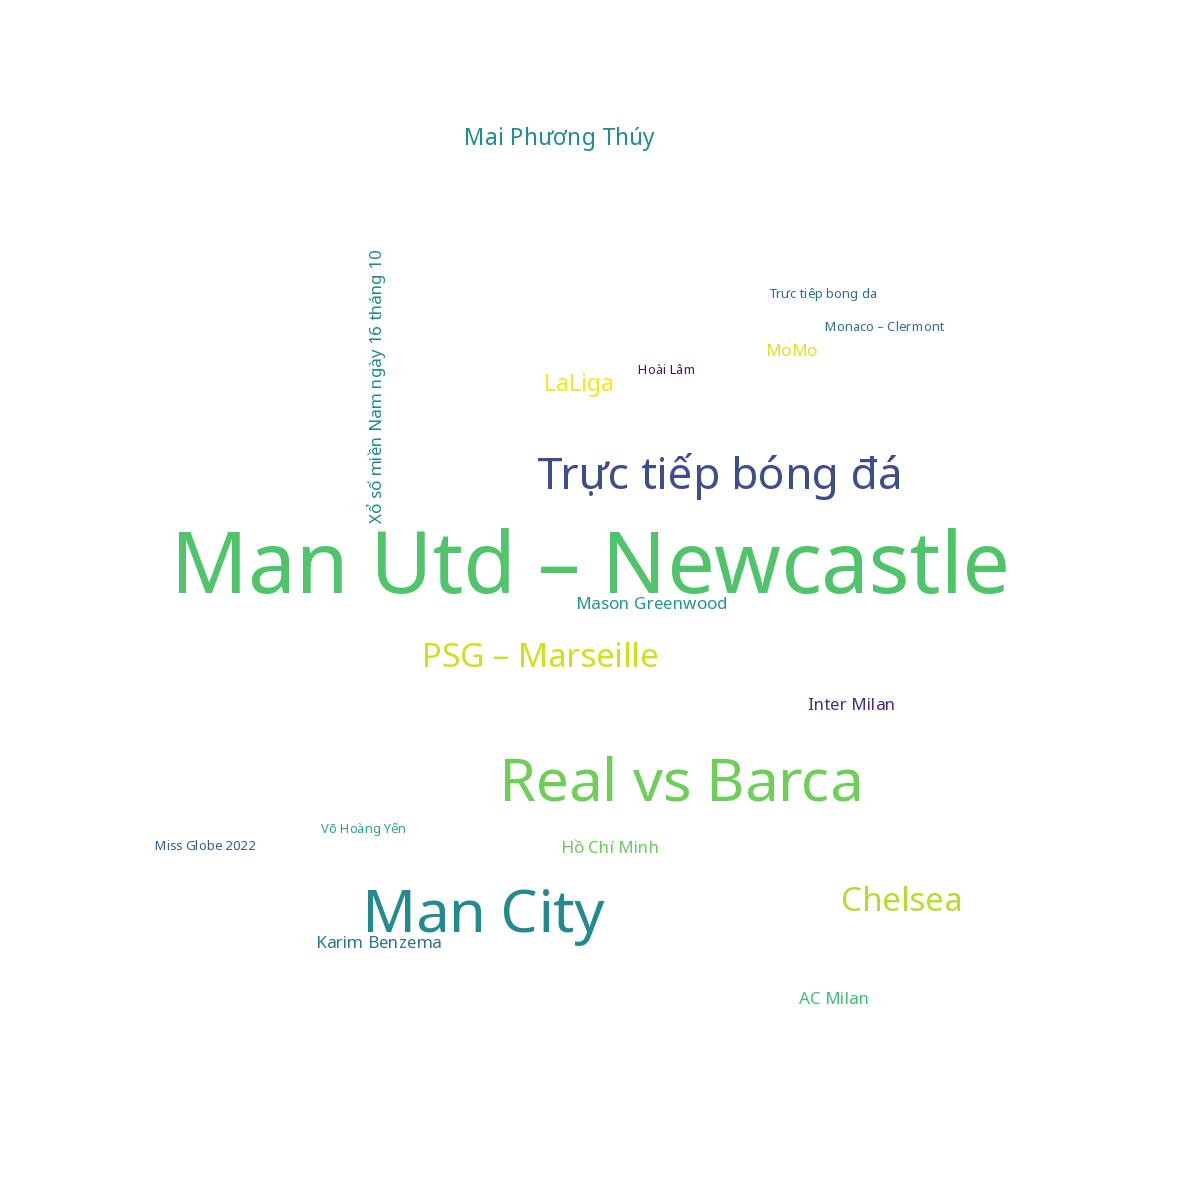 Mai Phương Thúy
Xổ số miền Nam ngày 16 tháng 10
Trưc tiêp bong da
Monaco – Clermont
MoMo
Hoài Lâm
LaLiga
Trực tiếp bóng đá
Man Utd – Newcastle
Mason Greenwood
PSG – Marseille
Inter Milan
Real vs Barca
Võ Hoàng Yến
Miss Globe 2022
Hồ Chí Minh
Chelsea
Man City
Karim Benzema
AC Milan